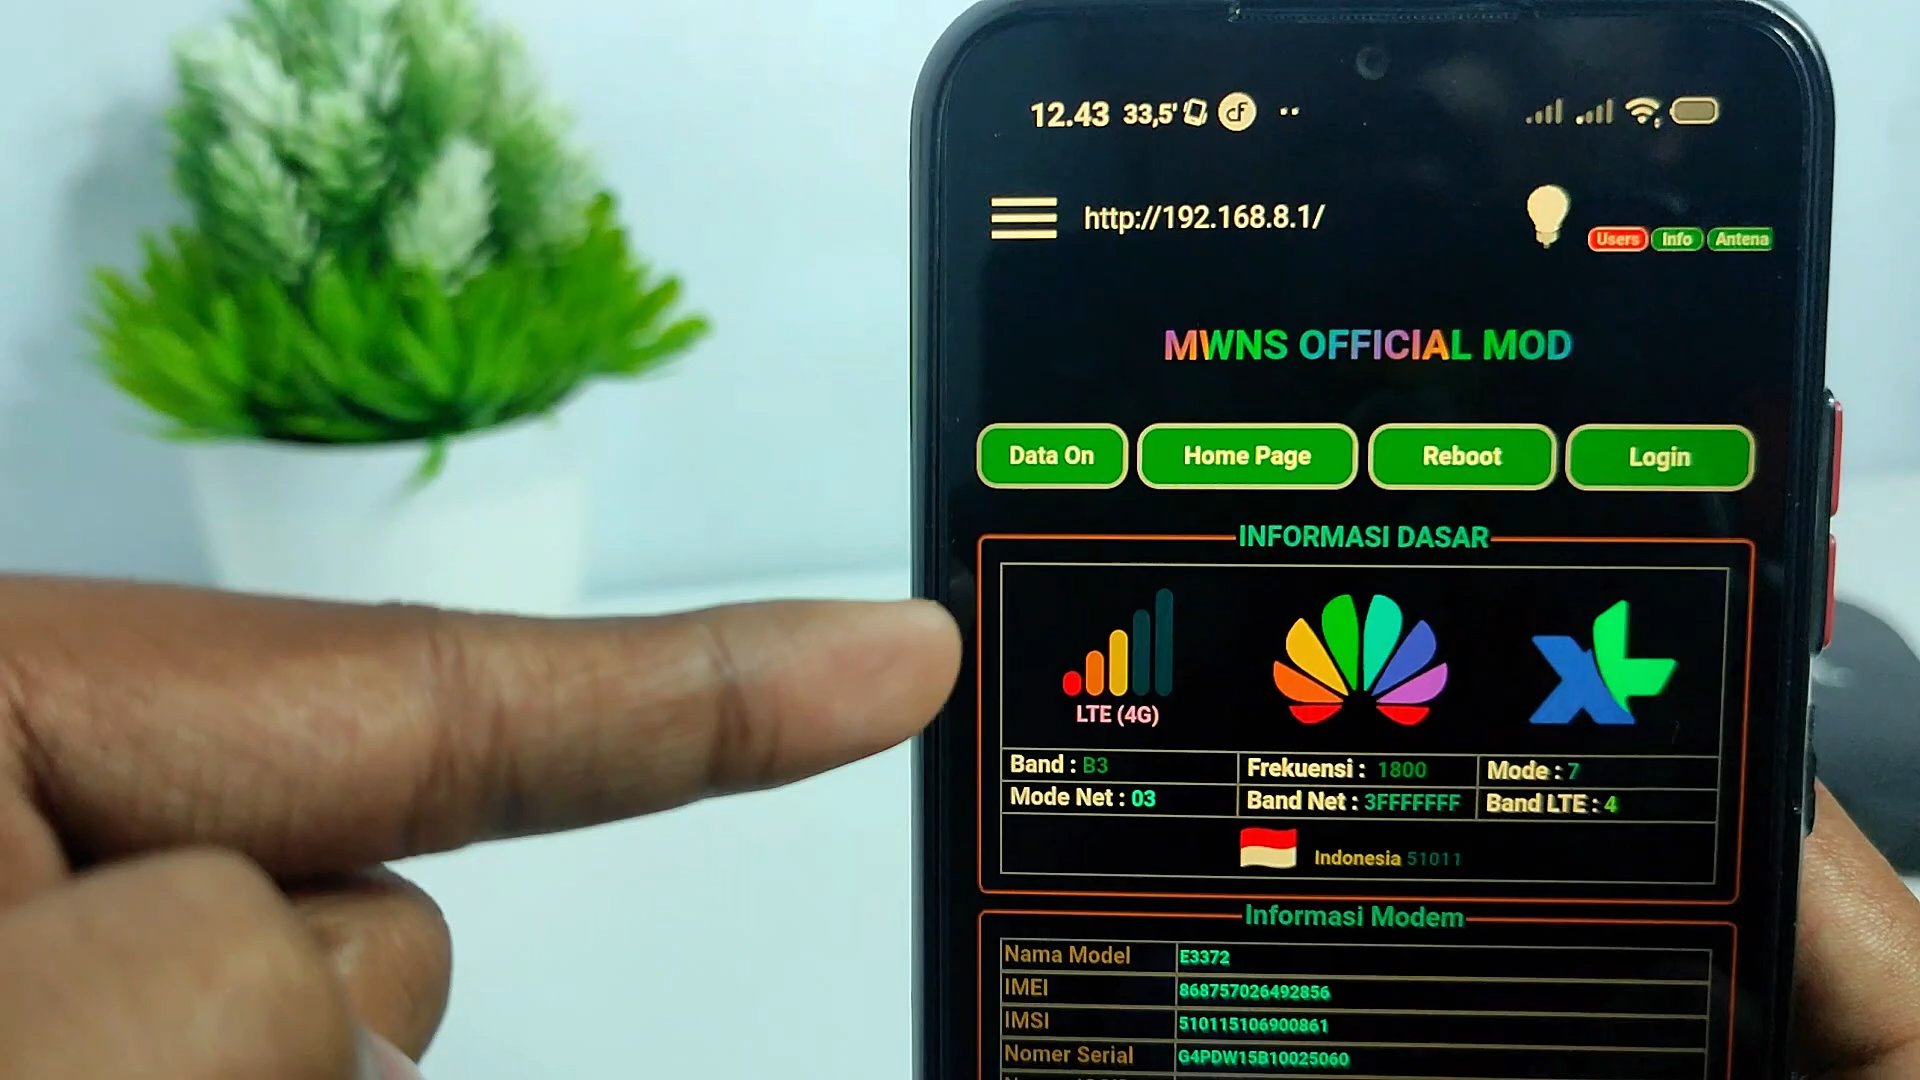 12.43 33,5'
http://192.168.8.1/
Users Info Antena
MWNS OFFICIAL MOD
Data On Home Page Reboot Login
INFORMASI DASAR
LTE (4G)
XL
Band : B3 Frekuensi : 1800 Mode : 7
Mode Net : 03 Band Net : 3FFFFFFF Band LTE : 4
Indonesia 51011
Informasi Modem
Nama Model E3372
IMEI 868757026492856
IMSI 510115106900861
Nomer Serial G4PDW15B10025060